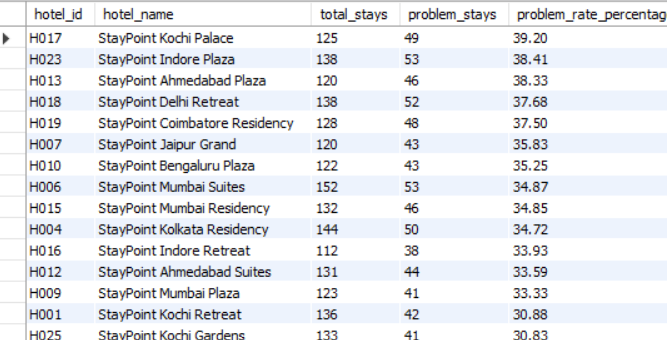 hotel_id hotel_name total_stays problem_stays problem_rate_percentag
H017 StayPoint Kochi Palace 125 49 39.20
H023 StayPoint Indore Plaza 138 53 38.41
H013 StayPoint Ahmedabad Plaza 120 46 38.33
H018 StayPoint Delhi Retreat 138 52 37.68
H019 StayPoint Coimbatore Residency 128 48 37.50
H007 StayPoint Jaipur Grand 120 43 35.83
H010 StayPoint Bengaluru Plaza 122 43 35.25
H006 StayPoint Mumbai Suites 152 53 34.87
H015 StayPoint Mumbai Residency 132 46 34.85
H004 StayPoint Kolkata Residency 144 50 34.72
H016 StayPoint Indore Retreat 112 38 33.93
H012 StayPoint Ahmedabad Suites 131 44 33.59
H009 StayPoint Mumbai Plaza 123 41 33.33
H001 StayPoint Kochi Retreat 136 42 30.88
H025 StayPoint Kochi Gardens 133 41 30.83